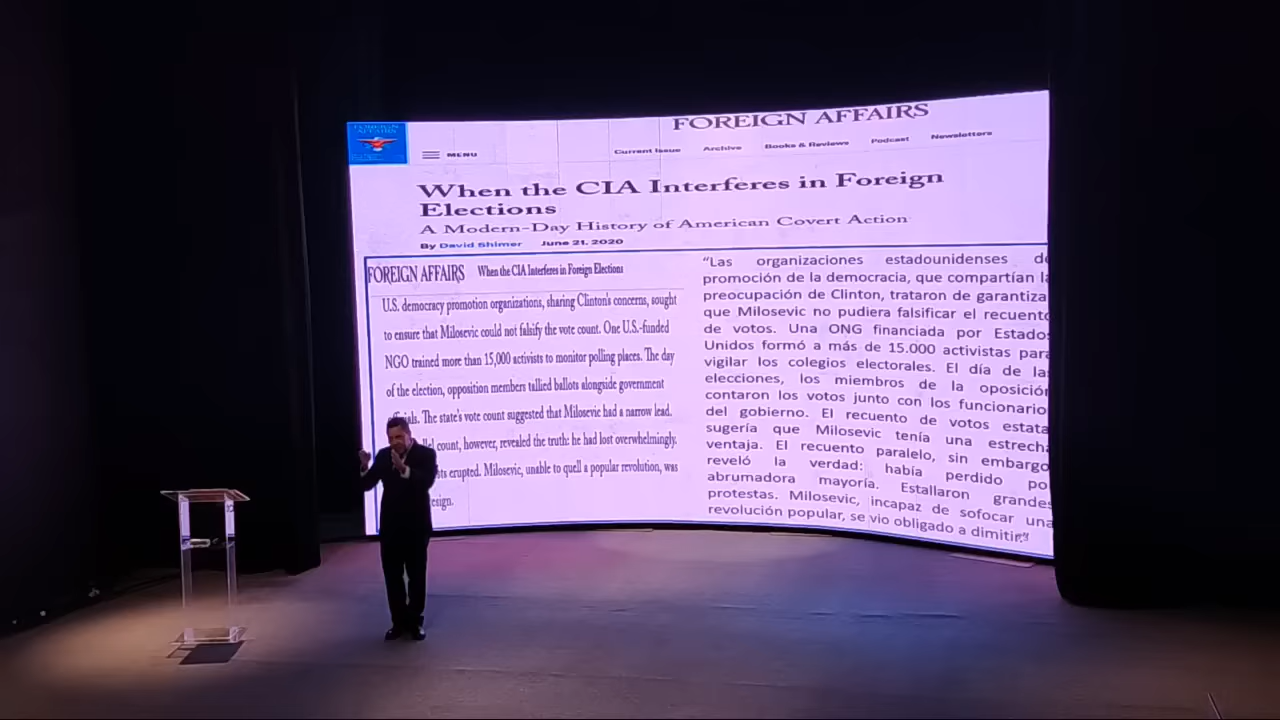 FOREIGN AFFAIRS
FOREIGN AFFAIRS
MENU
Current Issue Archive Books & Reviews Podcast Newsletters
When the CIA Interferes in Foreign
Elections
A Modern-Day History of American Covert Action
By David Shimer June 21, 2020
FOREIGN AFFAIRS When the CIA Interferes in Foreign Elections
U.S. democracy promotion organizations, sharing Clinton's concerns, sought
to ensure that Milosevic could not falsify the vote count. One U.S.-funded
NGO trained more than 15,000 activists to monitor polling places. The day
of the election, opposition members tallied ballots alongside government
The state's vote count suggested that Milosevic had a narrow lead.
count, however, revealed the truth: he had lost overwhelmingly.
erupted. Milosevic, unable to quell a popular revolution, was
"Las organizaciones estadounidenses de
promoción de la democracia, que compartían la
preocupación de Clinton, trataron de garantiza
que Milosevic no pudiera falsificar el recuento
de votos. Una ONG financiada por Estado
Unidos formó a más de 15.000 activistas para
vigilar los colegios electorales. El día de las
elecciones, los miembros de la oposición
contaron los votos junto con los funcionario
del gobierno. El recuento de votos estata
sugería que Milosevic tenía una estrech
ventaja. El recuento paralelo, sin embargo
reveló la verdad: había perdido po
abrumadora mayoría. Estallaron grandes
protestas. Milosevic, incapaz de sofocar una
revolución popular, se vio obligado a dimitir."